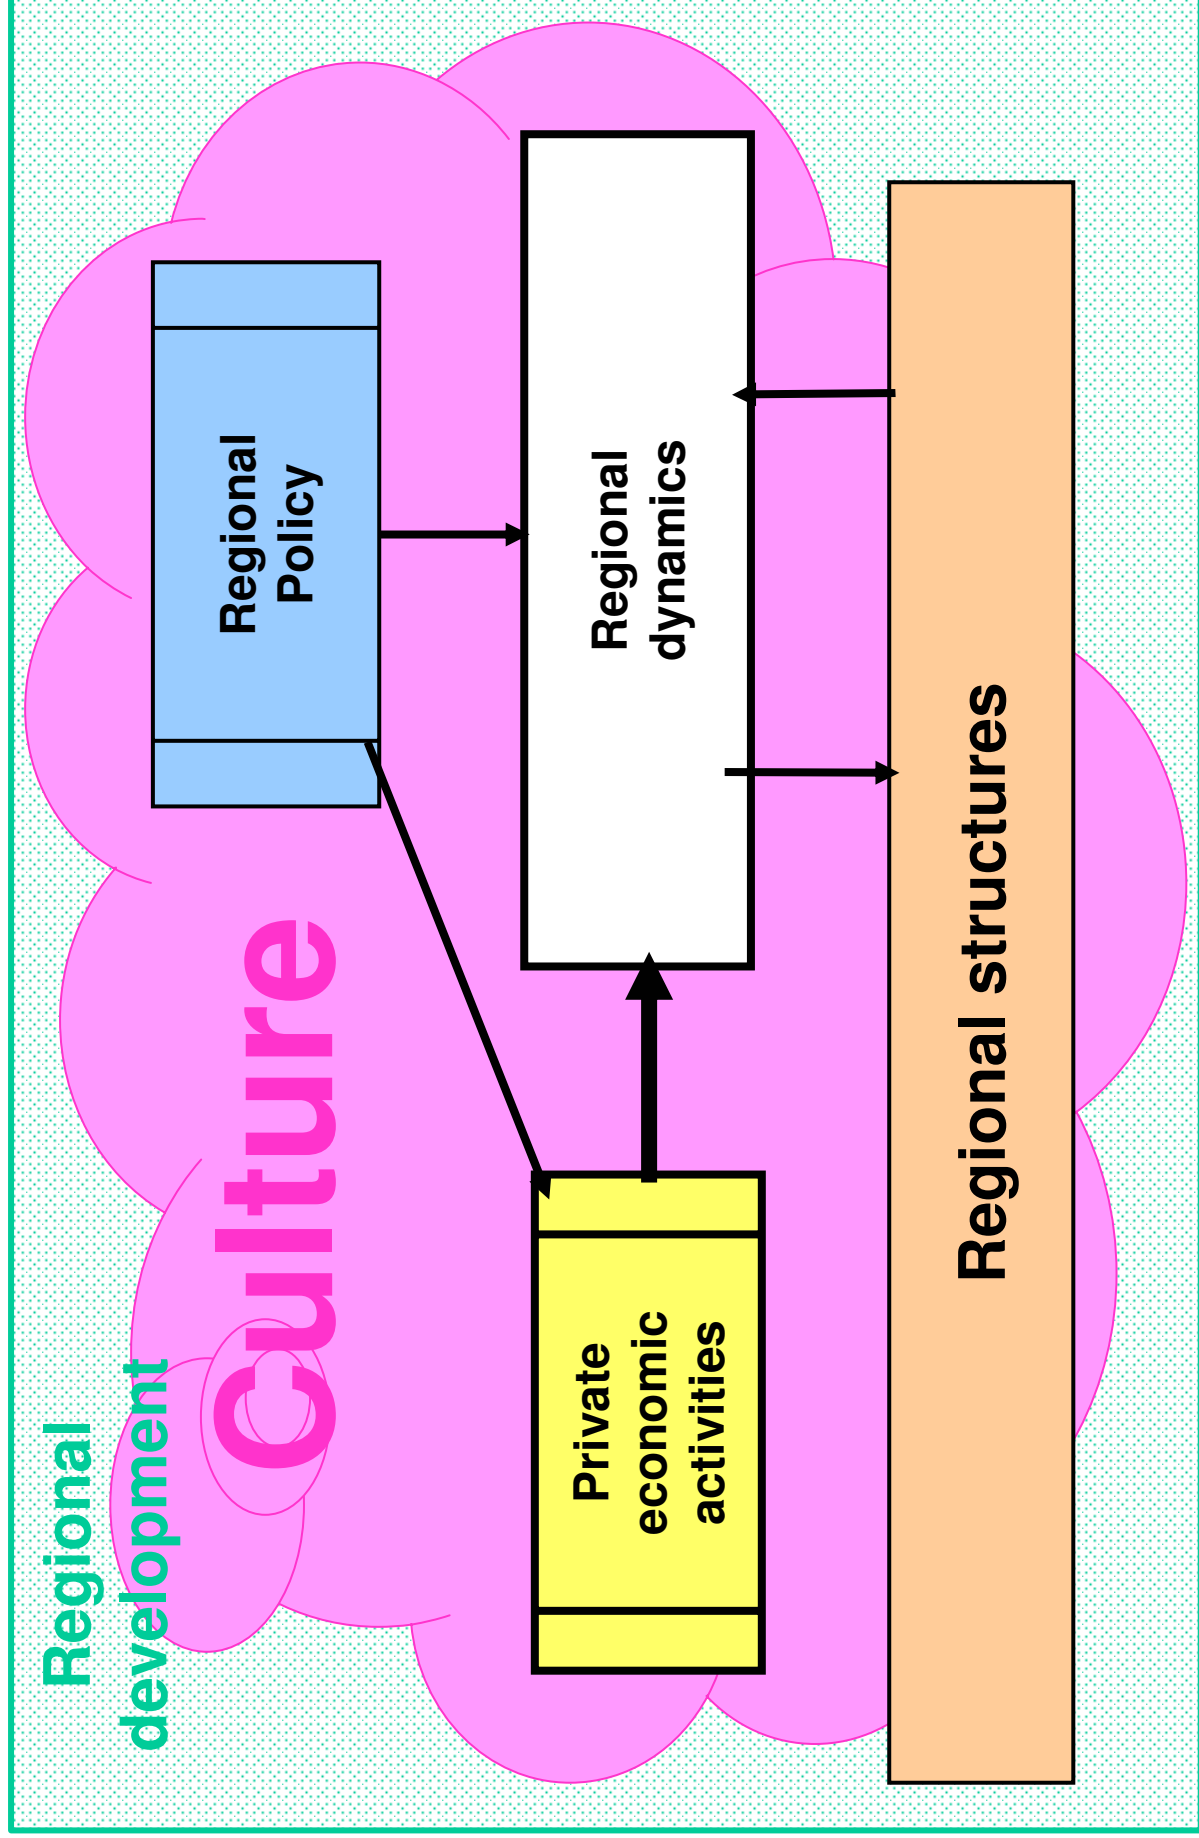 Regional
development
Culture
Regional
Policy
Private
economic
activities
Regional
dynamics
Regional structures